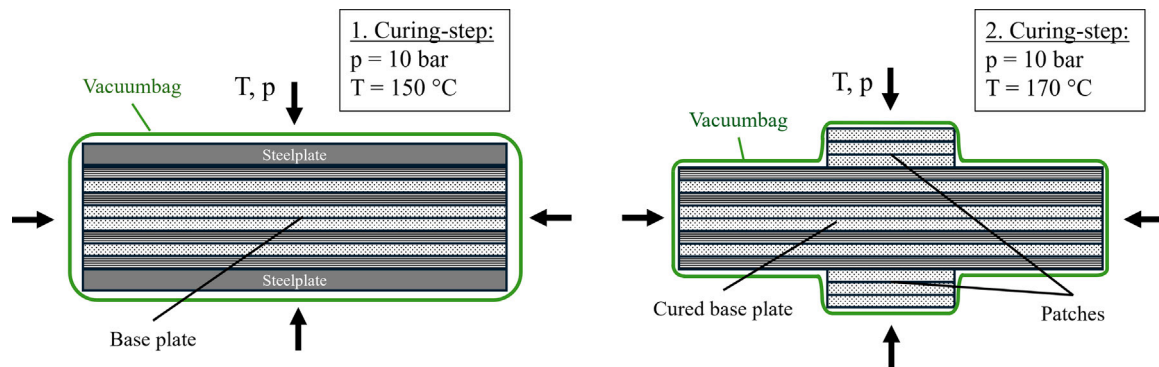 1. Curing-step:
p = 10 bar
T = 150 °C
Vacuumbag
T, p
Steelplate
Steelplate
Base plate
2. Curing-step:
p = 10 bar
T = 170 °C
T, p
Vacuumbag
Cured base plate
Patches